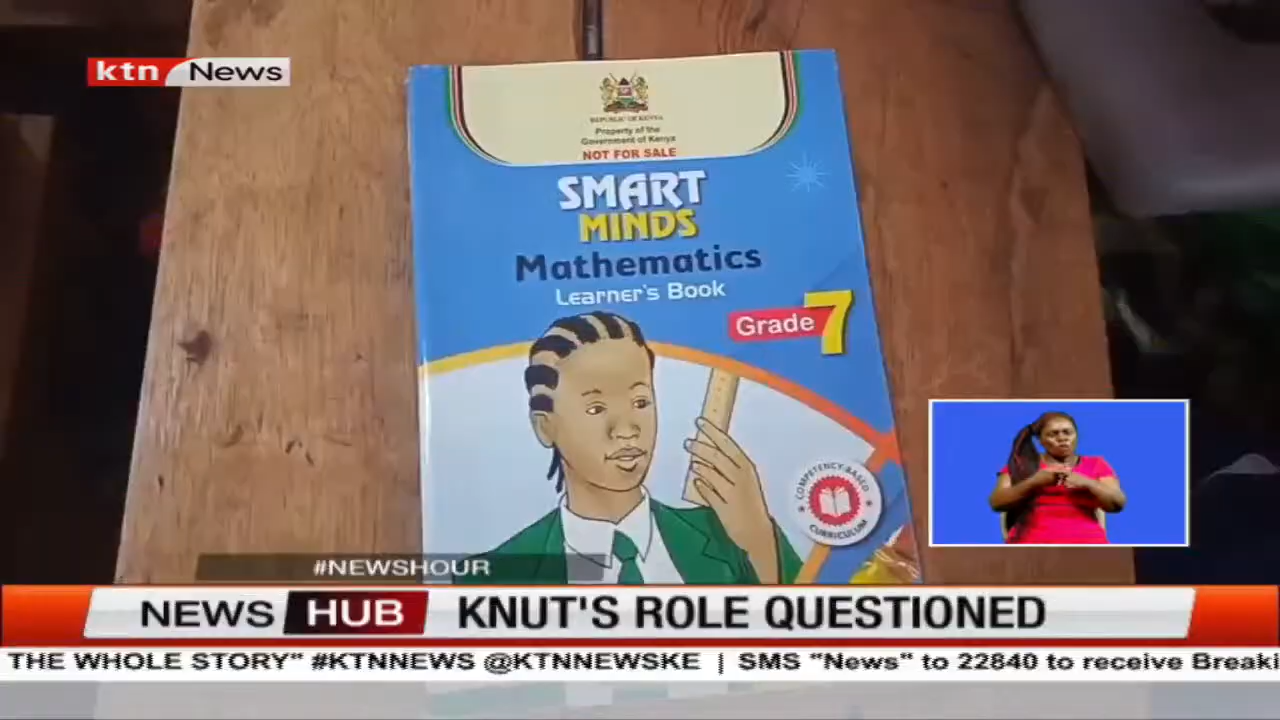 ktn News
REPUBLIC OF KENYA
Property of the
Government of Kenya
NOT FOR SALE
SMART
MINDS
Mathematics
Learner's Book
Grade 7
COMPETENCY-BASED
CURRICULUM
#NEWSHOUR
NEWS HUB KNUT'S ROLE QUESTIONED
THE WHOLE STORY" #KTNNEWS @KTNNEWSKE | SMS "News" to 22840 to receive Breaki